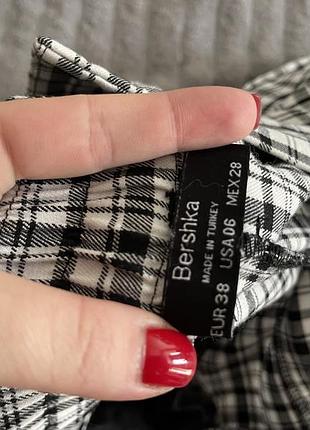 Bershka
MADE IN TURKEY
EUR 38 USA 06 MEX 28